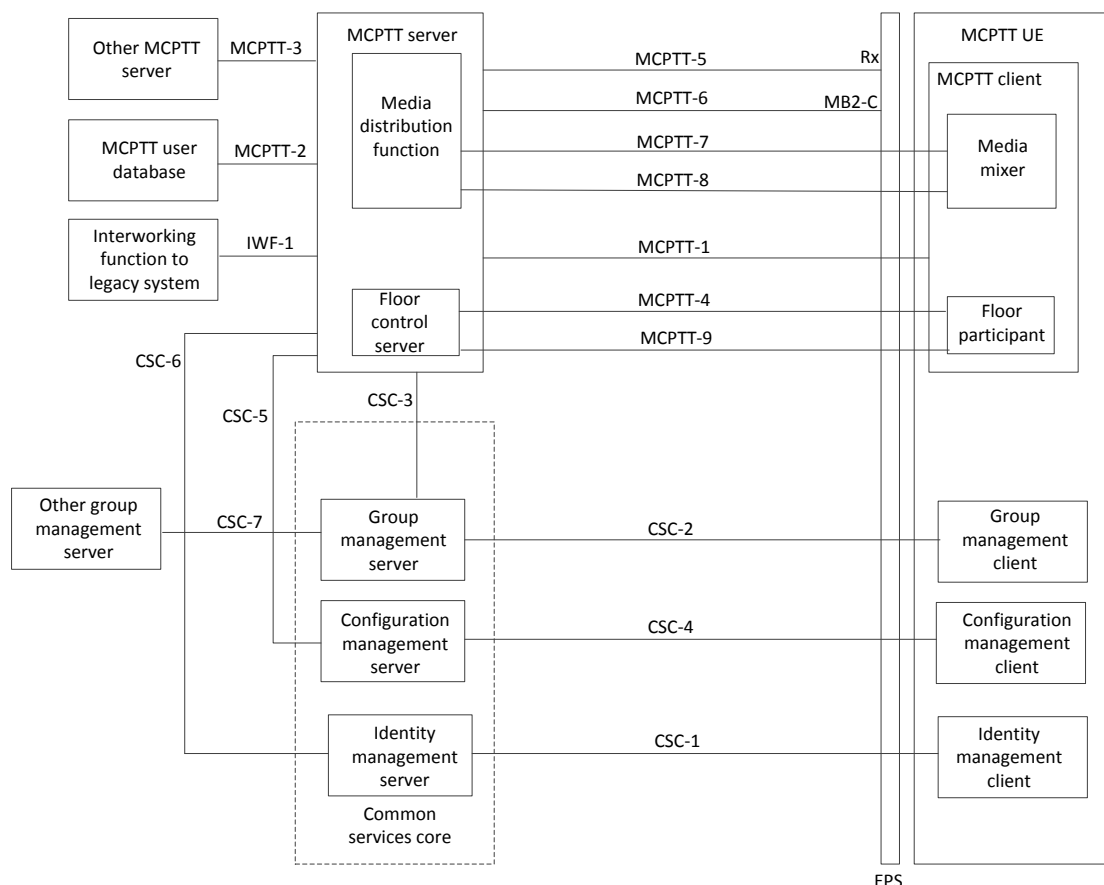 Other MCPTT
server
MCPTT-3
MCPTT user
database
MCPTT-2
Interworking
function to
legacy system
IWF-1
MCPTT server
Media
distribution
function
Floor
control
server
MCPTT-5
Rx
MCPTT-6
MB2-C
MCPTT-7
MCPTT-8
MCPTT-1
MCPTT-4
MCPTT-9
MCPTT UE
MCPTT client
Media
mixer
Floor
participant
CSC-6
CSC-5
CSC-3
Other group
management
server
CSC-7
Group
management
server
CSC-2
Group
management
client
Configuration
management
server
CSC-4
Configuration
management
client
Identity
management
server
CSC-1
Identity
management
client
Common
services core
EPS